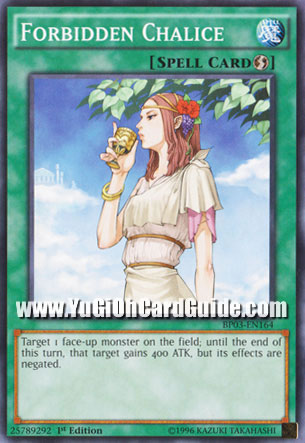 FORBIDDEN CHALICE
[SPELL CARD]
www.YuGiOhCardGuide.com
BP03-EN164
Target 1 face-up monster on the field; until the end
of this turn, that target gains 400 ATK, but its effects are
negated.
25789292 1st Edition ©1996 KAZUKI TAKAHASHI